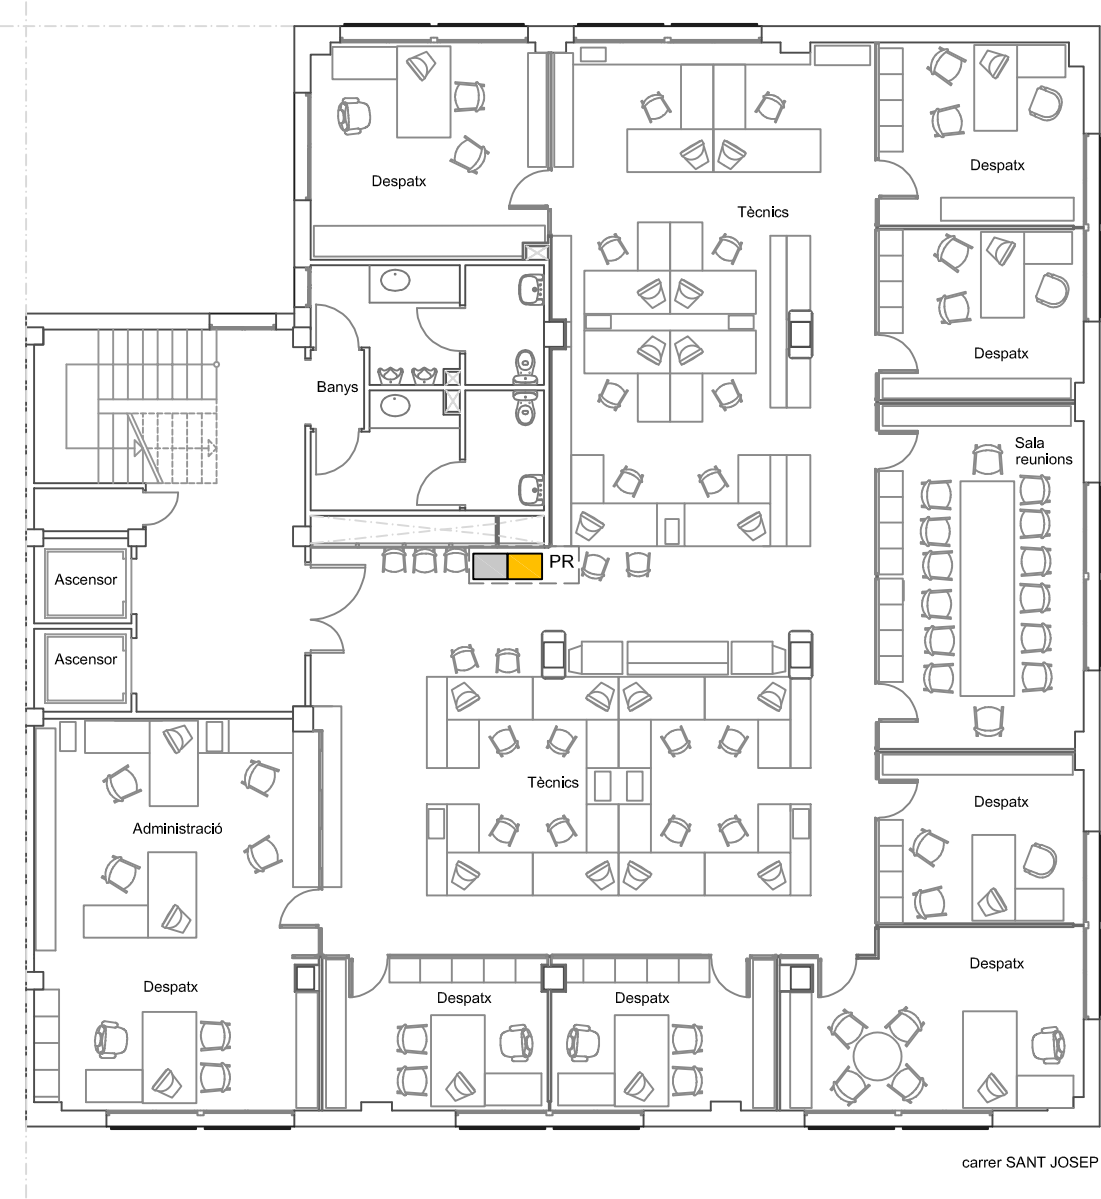 Despatx
Despatx
Tècnics
Despatx
Banys
Sala
reunions
PR
Ascensor
Ascensor
Tècnics
Despatx
Administració
Despatx
Despatx
Despatx
Despatx
carrer SANT JOSEP